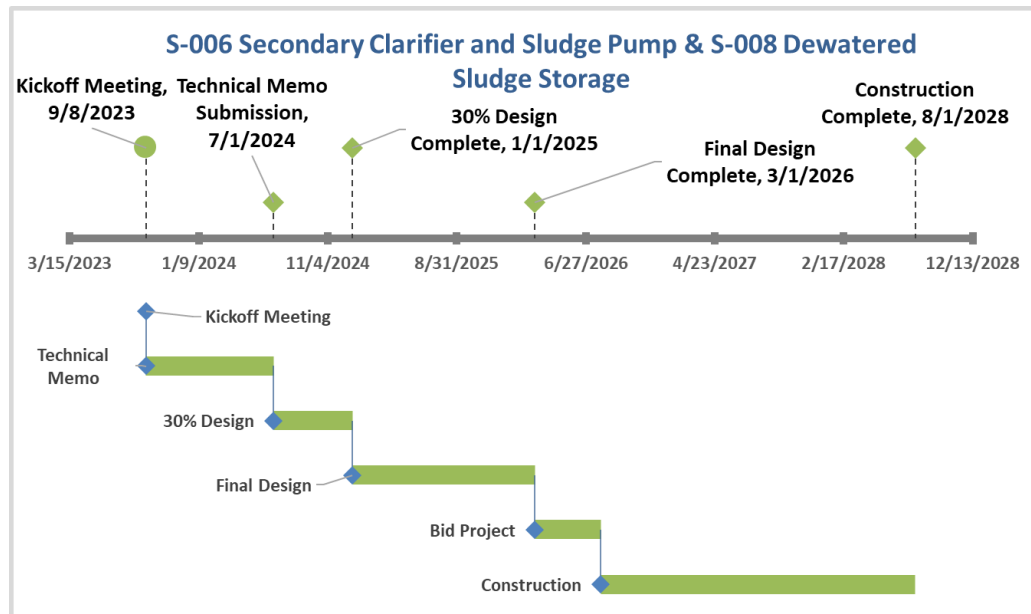 S-006 Secondary Clarifier and Sludge Pump & S-008 Dewatered
Sludge Storage
Kickoff Meeting,
9/8/2023
Technical Memo
Submission,
7/1/2024
30% Design
Complete, 1/1/2025
Final Design
Complete, 3/1/2026
Construction
Complete, 8/1/2028
3/15/2023
1/9/2024
11/4/2024
8/31/2025
6/27/2026
4/23/2027
2/17/2028
12/13/2028
Kickoff Meeting
Technical
Memo
30% Design
Final Design
Bid Project
Construction